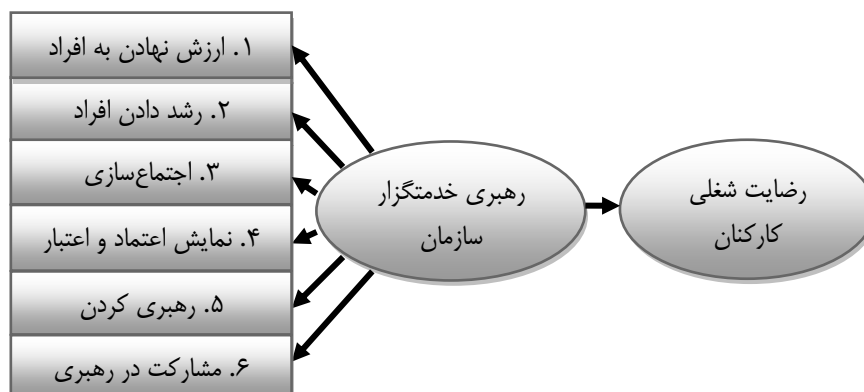 ۱. ارزش نهادن به افراد
۲. رشد دادن افراد
۳. اجتماع‌سازی
۴. نمایش اعتماد و اعتبار
۵. رهبری کردن
۶. مشارکت در رهبری
رهبری خدمتگزار
سازمان
رضایت شغلی
کارکنان